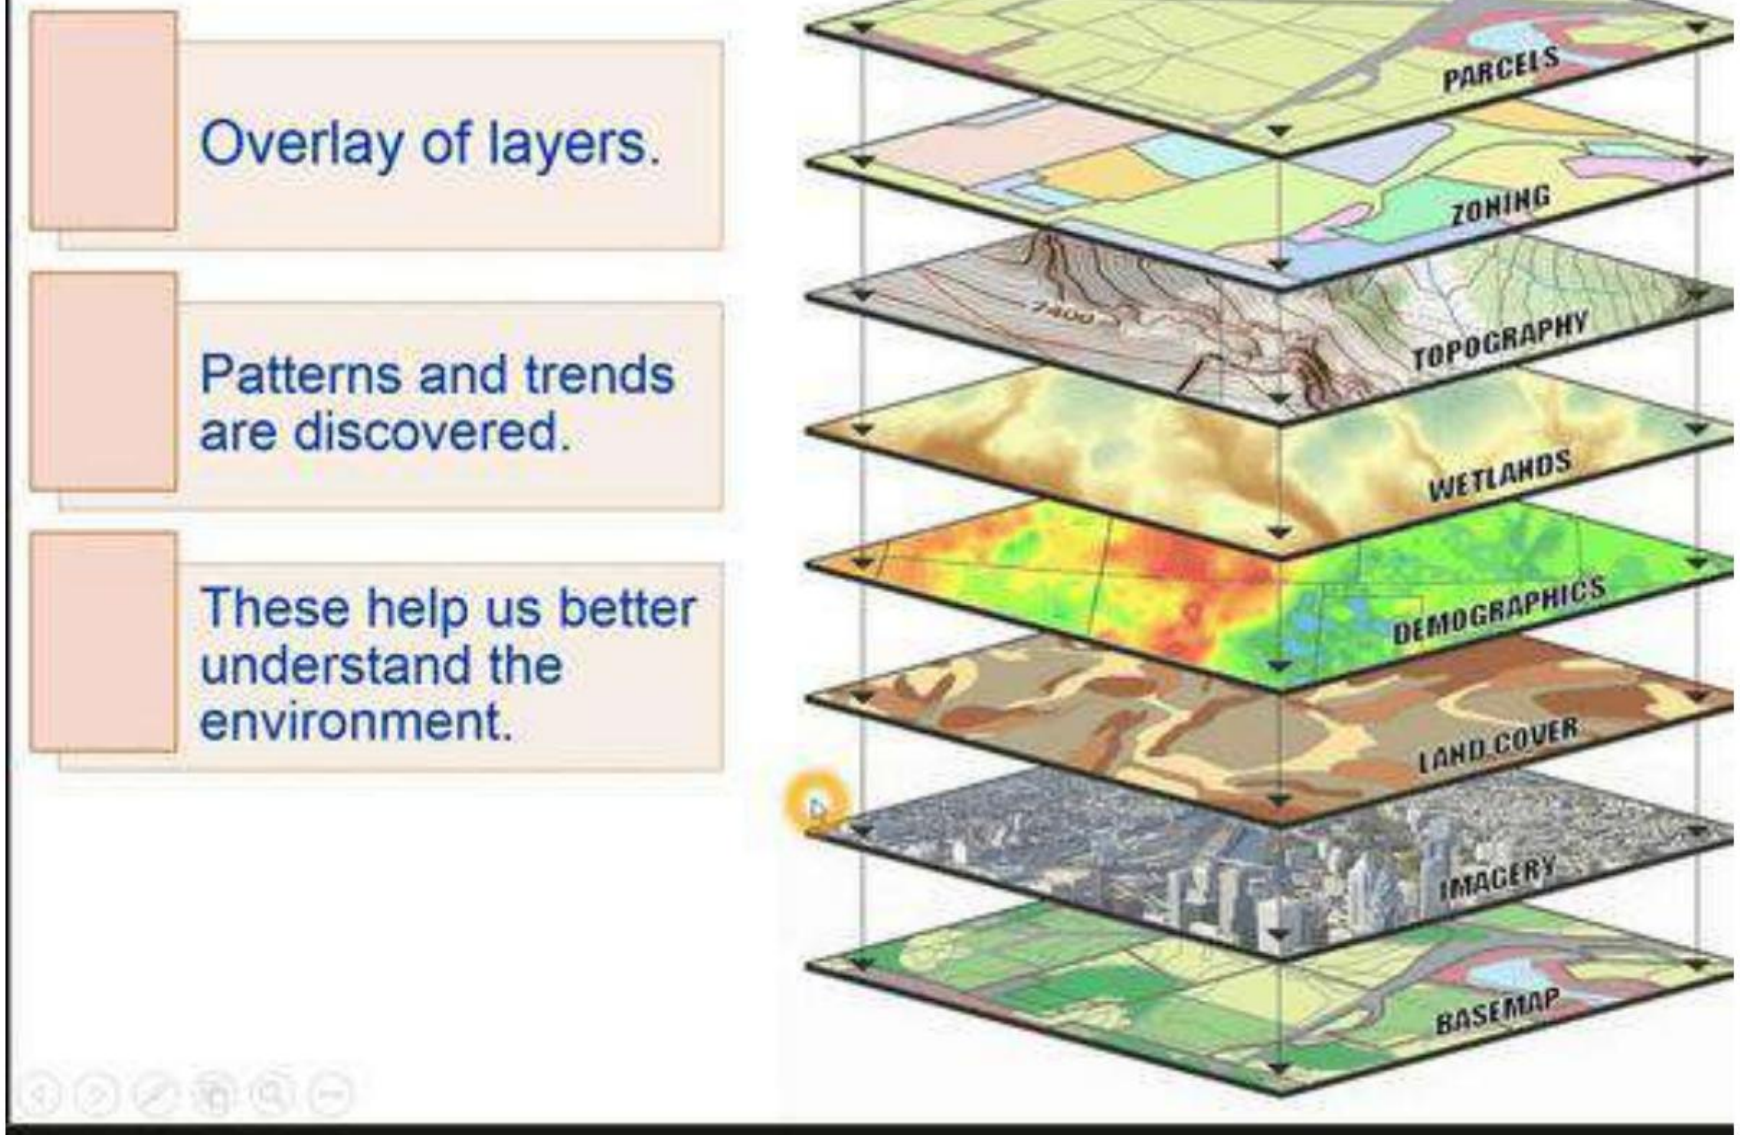 Overlay of layers.
Patterns and trends
are discovered.
These help us better
understand the
environment.
PARCELS
ZONING
7400
TOPOGRAPHY
WETLANDS
DEMOGRAPHICS
LAND COVER
IMAGERY
BASEMAP